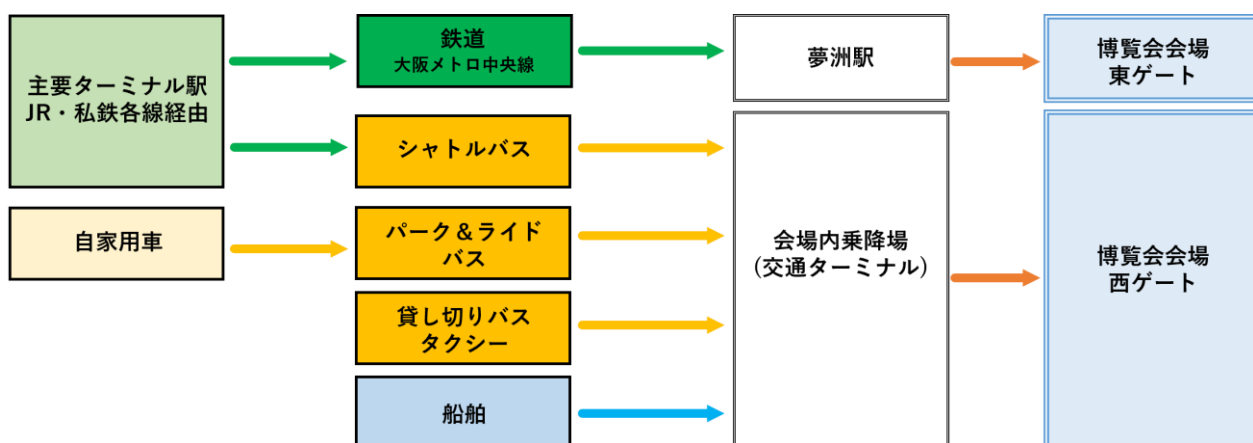 主要ターミナル駅
JR・私鉄各線経由
鉄道
大阪メトロ中央線
夢洲駅
博覧会会場
東ゲート
シャトルバス
自家用車
パーク＆ライド
バス
貸し切りバス
タクシー
船舶
会場内乗降場
(交通ターミナル)
博覧会会場
西ゲート